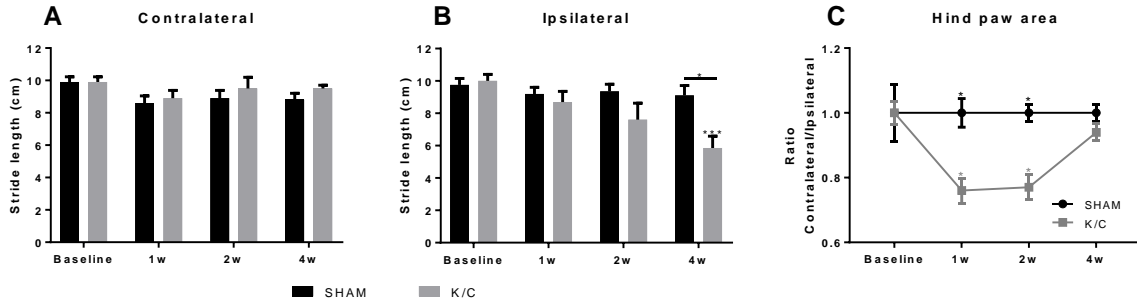 A Contralateral
Stride length (cm)
12
10
8
6
4
2
0
Baseline 1w 2w 4w
B Ipsilateral
Stride length (cm)
12
10
8
6
4
2
0
*
***
Baseline 1w 2w 4w
SHAM K/C
C Hind paw area
Ratio
Contralateral/Ipsilateral
1.2
1.0
0.8
0.6
* *
* *
SHAM
K/C
Baseline 1w 2w 4w